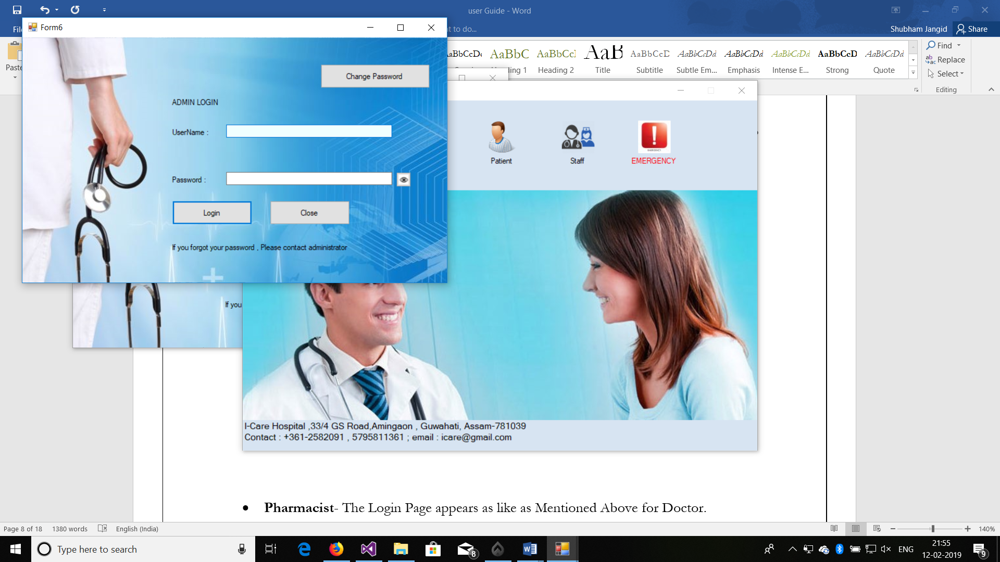 user Guide - Word
Form6
t to do...
Shubham Jangid
Share
Paste
Change Password
ADMIN LOGIN
UserName :
Password :
Login
Close
If you forgot your password , Please contact administrator
If you
AaBbC
AaBbCcI
AaB
AaBbCcD
AaBbCcDd
AaBbCcDd
AaBbCcDd
AaBbCcD
AaBbCcDd
Heading 2
Title
Subtitle
Subtle Em...
Emphasis
Intense E...
Strong
Quote
Find
Replace
Select
Editing
Patient
Staff
EMERGENCY
I-Care Hospital ,33/4 GS Road,Amingaon , Guwahati, Assam-781039
Contact : +361-2582091 , 5795811361 ; email : icare@gmail.com
• Pharmacist- The Login Page appears as like as Mentioned Above for Doctor.
Page 8 of 18
1380 words
English (India)
140%
Type here to search
8
ENG
21:55
12-02-2019
9